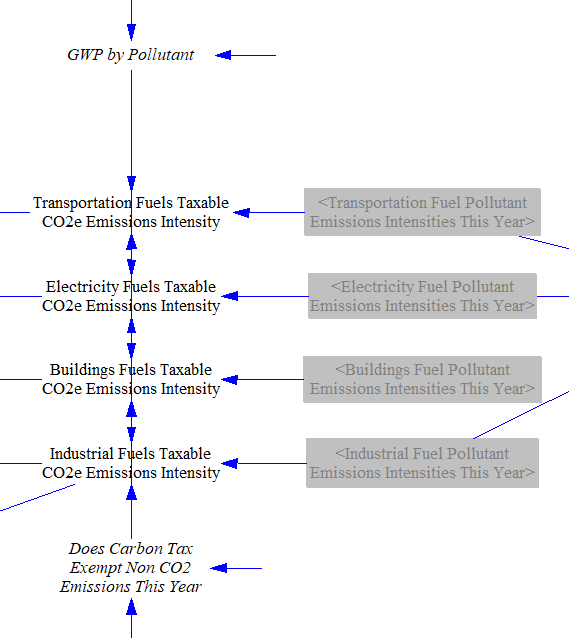 GWP by Pollutant
Transportation Fuels Taxable
CO2e Emissions Intensity
<Transportation Fuel Pollutant
Emissions Intensities This Year>
Electricity Fuels Taxable
CO2e Emissions Intensity
<Electricity Fuel Pollutant
Emissions Intensities This Year>
Buildings Fuels Taxable
CO2e Emissions Intensity
<Buildings Fuel Pollutant
Emissions Intensities This Year>
Industrial Fuels Taxable
CO2e Emissions Intensity
<Industrial Fuel Pollutant
Emissions Intensities This Year>
Does Carbon Tax
Exempt Non CO2
Emissions This Year